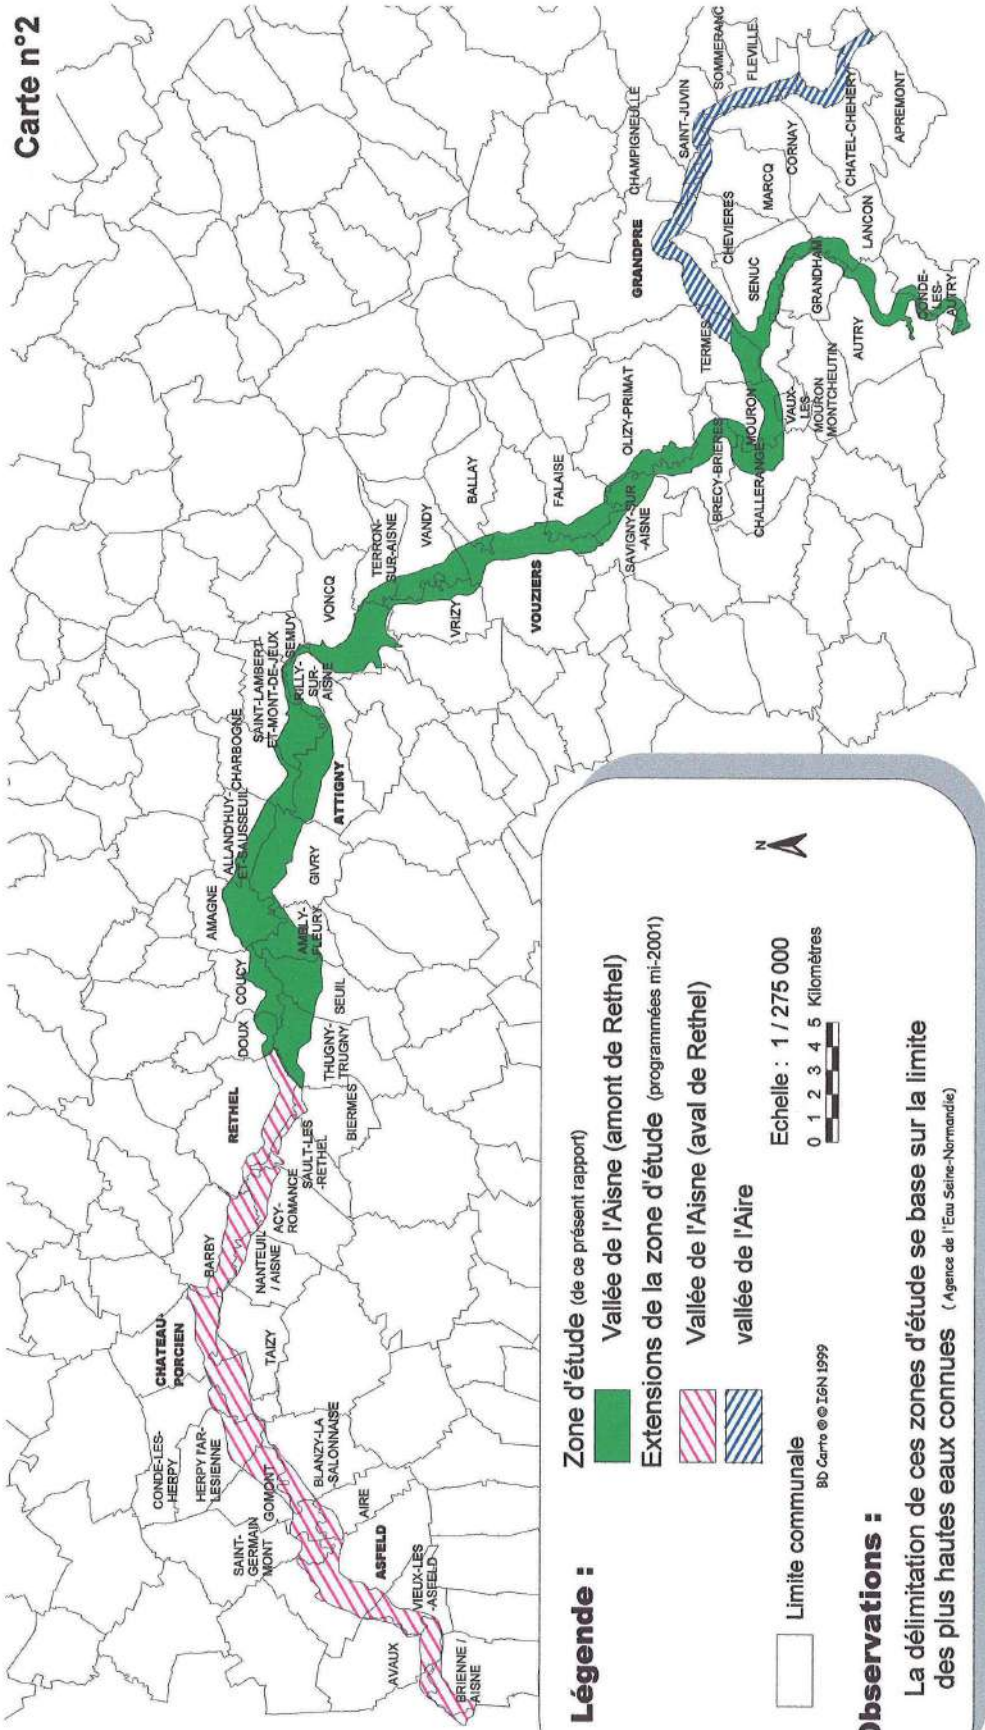 Carte n°2
CONDE-LES-
HERPY
HERPY l'AR-
LESIENNE
CHATEAU-
PORCIEN
BARBY
RETHEL
DOUX
COUCY
AMAGNE
ALLAND'HUY-
ET-SAUSSEUIL
CHARBOGNE
SAINT-LAMBERT-
ET-MONT-DE-JEUX
SEMUY
RILLY-
SUR-
AISNE
VONCQ
TERRON-
SUR-AISNE
VANDY
BALLAY
FALAISE
OLIZY-PRIMAT
TERMES
GRANDPRE
CHAMPIGNEULLE
SAINT-JUVIN
SOMMERANC
FLEVILLE
SAINT-
GERMAIN
MONT
GOMONT
TAIZY
NANTEUIL
/ AISNE
ACY-
ROMANCE
SAULT-LES
-RETHEL
BIERMES
THUGNY-
TRUGNY
SEUIL
AMBLY-
FLEURY
GIVRY
ATTIGNY
VRIZY
VOUZIERS
SAVIGNY-SUR
-AISNE
BRECY-BRIERES
MOURON
CHALLERANGE
VAUX-
LES-
MOURON
MONTCHEUTIN
SENUC
CHEVIERES
MARCQ
CORNAY
CHATEL-CHEHERY
APREMONT
LANCON
GRANDHAM
AUTRY
CONDE-
LES-
AUTRY
AVAUX
BRIENNE /
AISNE
VIEUX-LES
-ASFELD
ASFELD
AIRE
BLANZY-LA
-SALONNAISE
Légende :
Zone d'étude (de ce présent rapport)
Vallée de l'Aisne (amont de Rethel)
Extensions de la zone d'étude (programmées mi-2001)
Vallée de l'Aisne (aval de Rethel)
vallée de l'Aire
Limite communale
BD Carto ® © IGN 1999
Echelle : 1 / 275 000
0 1 2 3 4 5 Kilomètres
N
Observations :
La délimitation de ces zones d'étude se base sur la limite
des plus hautes eaux connues (Agence de l'Eau Seine-Normandie)